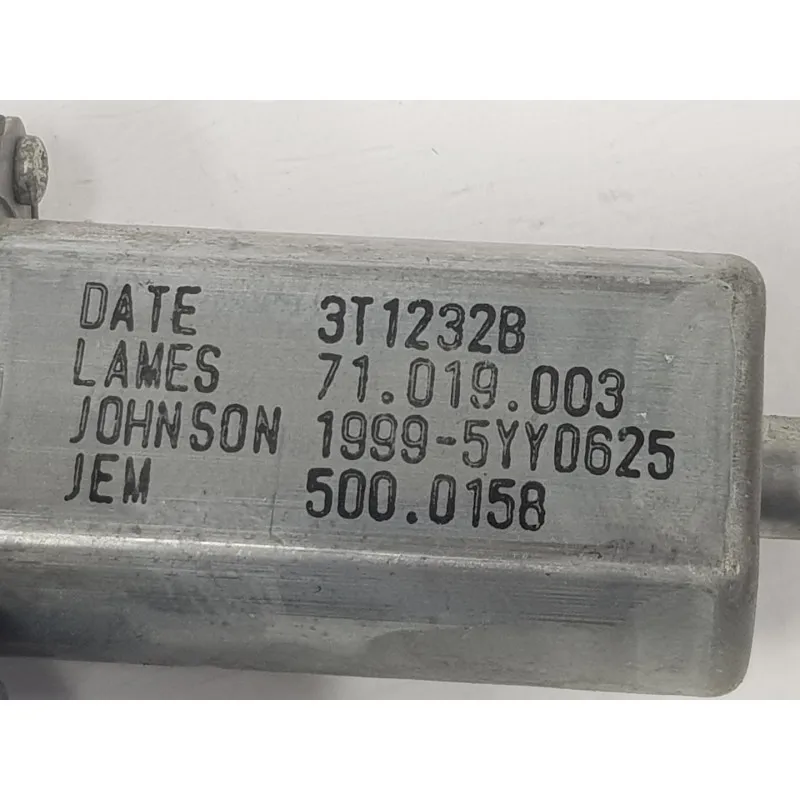 DATE 3T1232B
LAMES 71.019.003
JOHNSON 1999-5YY0625
JEM 500.0158